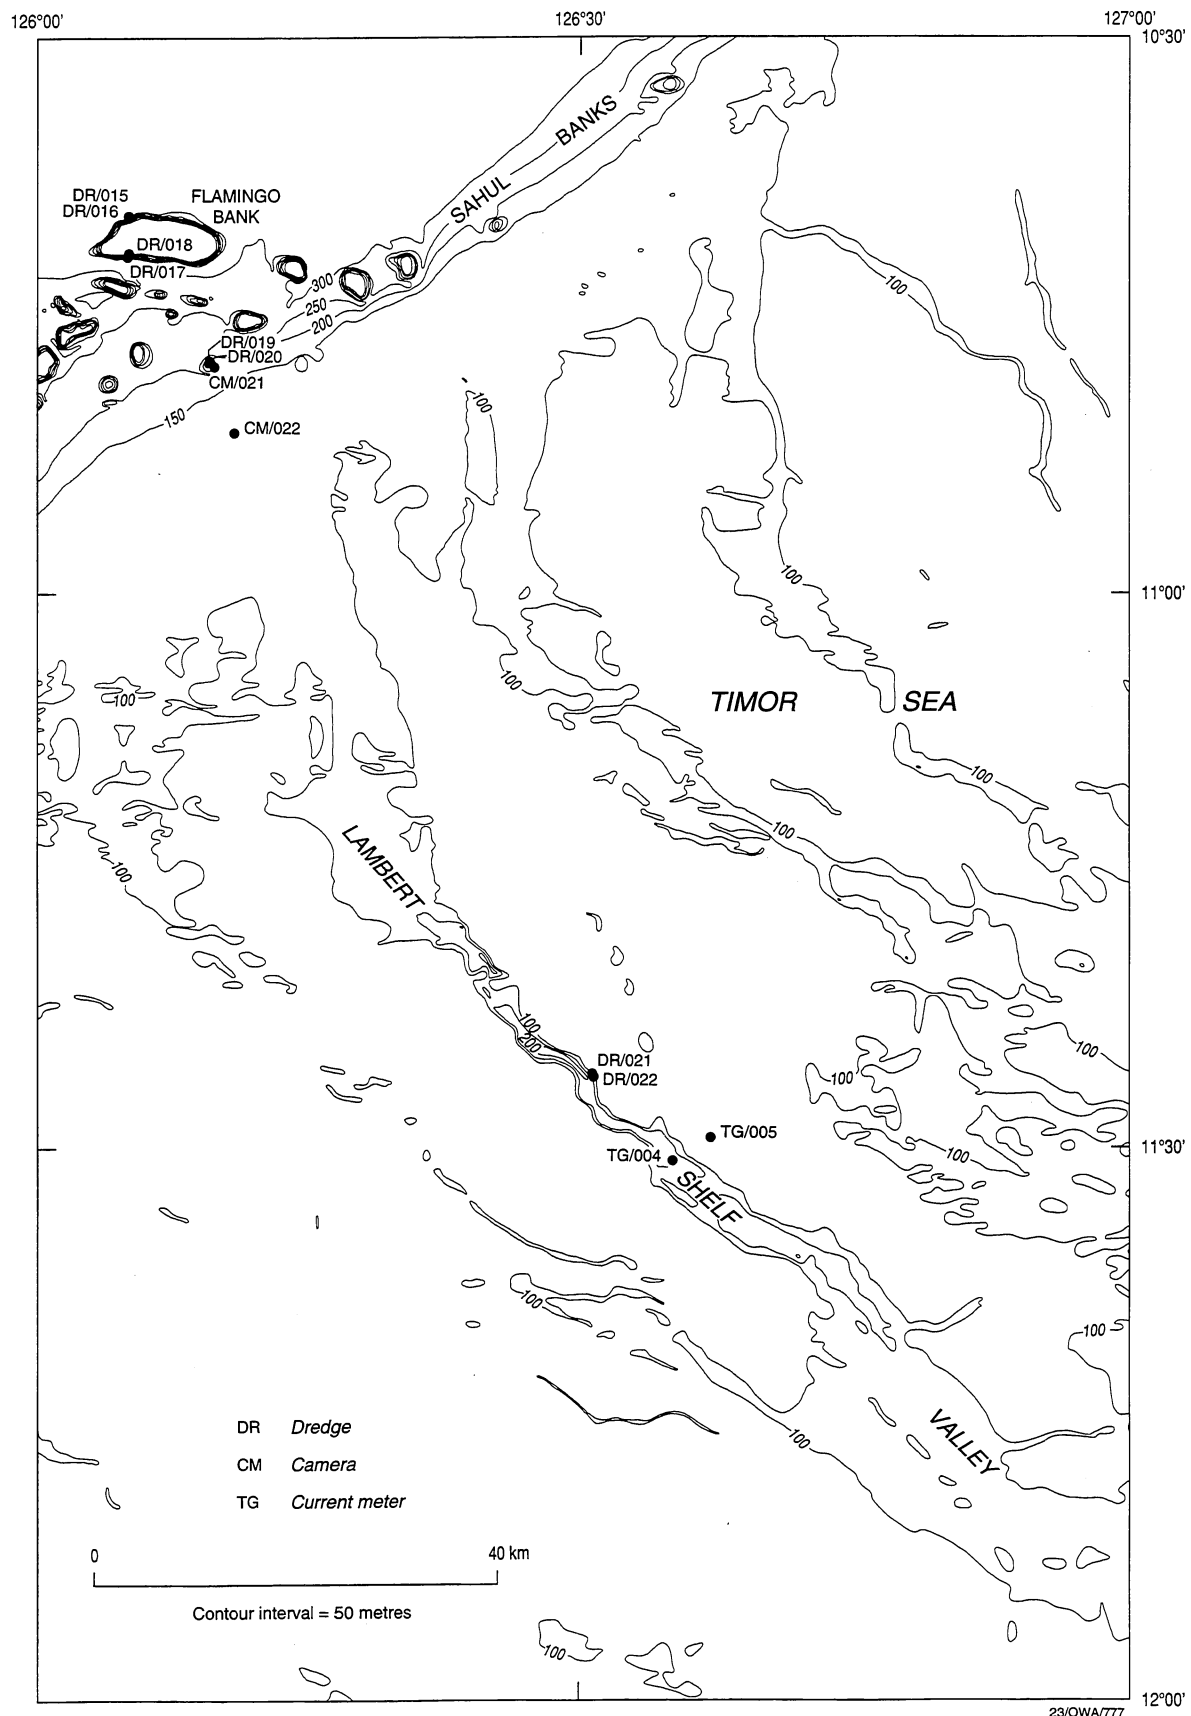 126°00'
126°30'
127°00'
10°30'
BANKS
SAHUL
DR/015
DR/016
FLAMINGO
BANK
DR/018
DR/017
300
250
200
100
DR/019
DR/020
CM/021
150
CM/022
100
100
11°00'
100
100
TIMOR SEA
100
100
100
LAMBERT
100
200
DR/021
DR/022
100
100
TG/005
TG/004
100
11°30'
SHELF
100
100
100
VALLEY
DR Dredge
CM Camera
TG Current meter
0
40 km
Contour interval = 50 metres
100
12°00'
23/OWA/777